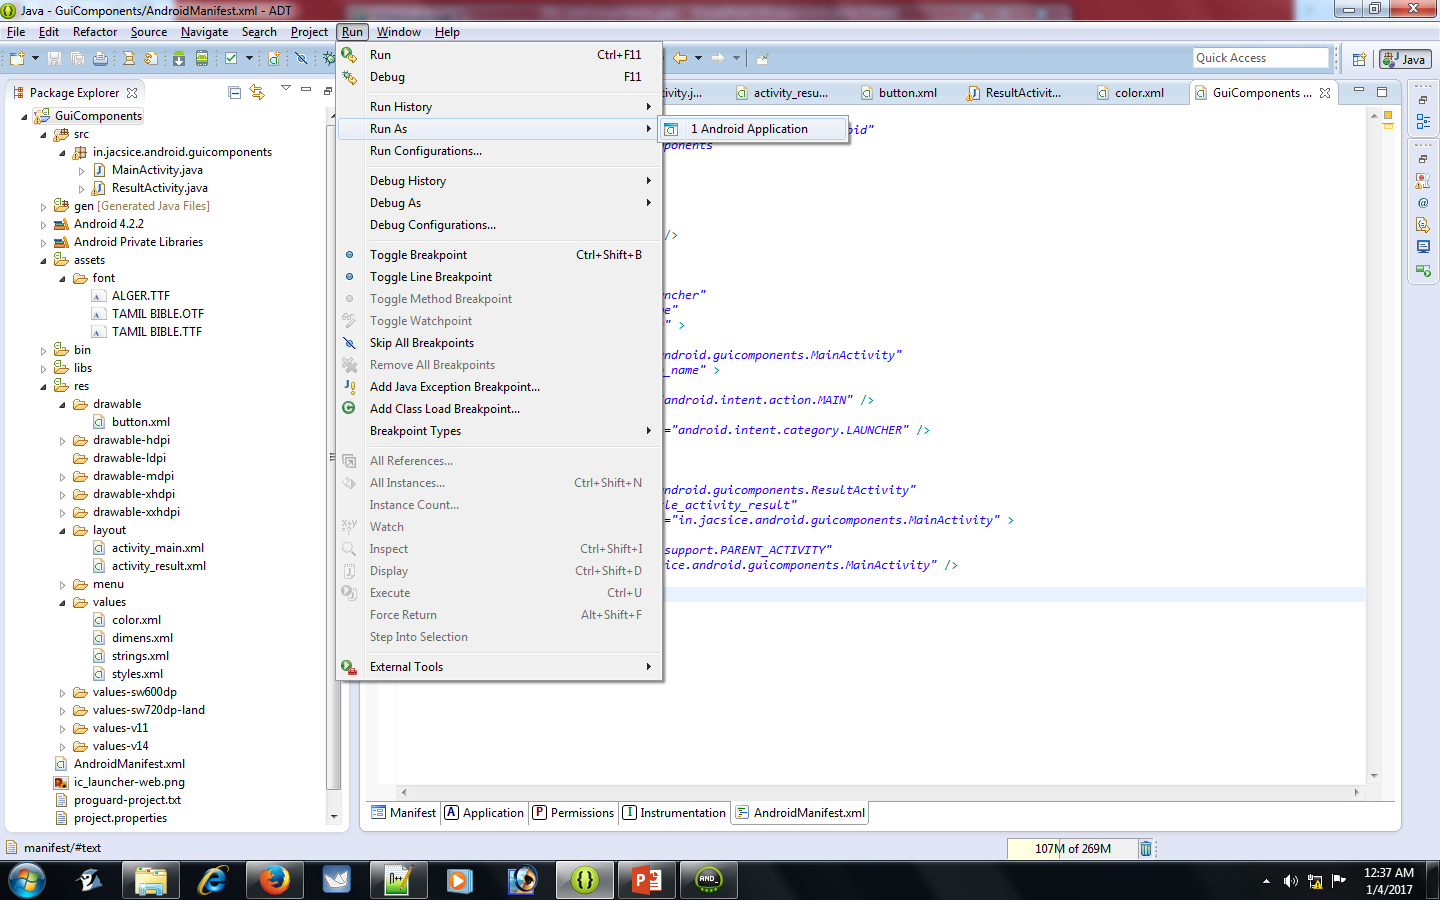 Java - GuiComponents/AndroidManifest.xml - ADT
File Edit Refactor Source Navigate Search Project Run Window Help
Quick Access
Java
Package Explorer
GuiComponents
src
in.jacsice.android.guicomponents
MainActivity.java
ResultActivity.java
gen [Generated Java Files]
Android 4.2.2
Android Private Libraries
assets
font
ALGER.TTF
TAMIL BIBLE.OTF
TAMIL BIBLE.TTF
bin
libs
res
drawable
button.xml
drawable-hdpi
drawable-ldpi
drawable-mdpi
drawable-xhdpi
drawable-xxhdpi
layout
activity_main.xml
activity_result.xml
menu
values
color.xml
dimens.xml
strings.xml
styles.xml
values-sw600dp
values-sw720dp-land
values-v11
values-v14
AndroidManifest.xml
ic_launcher-web.png
proguard-project.txt
project.properties
Run Ctrl+F11
Debug F11
Run History
Run As
Run Configurations...
Debug History
Debug As
Debug Configurations...
Toggle Breakpoint Ctrl+Shift+B
Toggle Line Breakpoint
Toggle Method Breakpoint
Toggle Watchpoint
Skip All Breakpoints
Remove All Breakpoints
Add Java Exception Breakpoint...
Add Class Load Breakpoint...
Breakpoint Types
All References...
All Instances... Ctrl+Shift+N
Instance Count...
Watch
Inspect Ctrl+Shift+I
Display Ctrl+Shift+D
Execute Ctrl+U
Force Return Alt+Shift+F
Step Into Selection
External Tools
1 Android Application
tivity.j... activity_resu... button.xml ResultActivit... color.xml GuiComponents ...
oid"
ponents
/>
ncher"
e"
" >
android.guicomponents.MainActivity"
_name" >
android.intent.action.MAIN" />
="android.intent.category.LAUNCHER" />
android.guicomponents.ResultActivity"
le_activity_result"
="in.jacsice.android.guicomponents.MainActivity" >
support.PARENT_ACTIVITY"
ice.android.guicomponents.MainActivity" />
Manifest Application Permissions Instrumentation AndroidManifest.xml
manifest/#text
107M of 269M
12:37 AM
1/4/2017